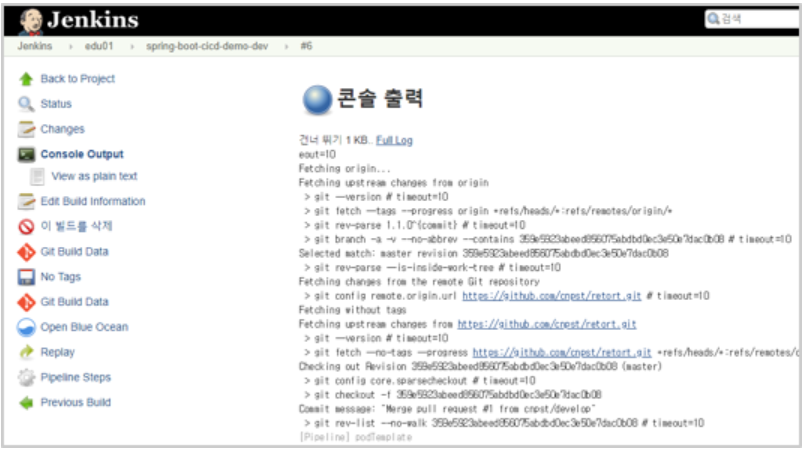 Jenkins
검색
Jenkins › edu01 › spring-boot-cicd-demo-dev › #6
Back to Project
Status
Changes
Console Output
View as plain text
Edit Build Information
이 빌드를 삭제
Git Build Data
No Tags
Git Build Data
Open Blue Ocean
Replay
Pipeline Steps
Previous Build
콘솔 출력
건너 뛰기 1 KB.. Full Log
eout=10
Fetching origin...
Fetching upstream changes from origin
> git --version # timeout=10
> git fetch --tags --progress origin +refs/heads/*:refs/remotes/origin/*
> git rev-parse 1.1.0^{commit} # timeout=10
> git branch -a -v --no-abbrev --contains 359e5923abeed856075abdbd0ec3e50e7dac0b08 # timeout=10
Selected match: master revision 359e5923abeed856075abdbd0ec3e50e7dac0b08
> git rev-parse --is-inside-work-tree # timeout=10
Fetching changes from the remote Git repository
> git config remote.origin.url https://github.com/cnpst/retort.git # timeout=10
Fetching without tags
Fetching upstream changes from https://github.com/cnpst/retort.git
> git --version # timeout=10
> git fetch --no-tags --progress https://github.com/cnpst/retort.git +refs/heads/*:refs/remotes/o
Checking out Revision 359e5923abeed856075abdbd0ec3e50e7dac0b08 (master)
> git config core.sparsecheckout # timeout=10
> git checkout -f 359e5923abeed856075abdbd0ec3e50e7dac0b08
Commit message: "Merge pull request #1 from cnpst/develop"
> git rev-list --no-walk 359e5923abeed856075abdbd0ec3e50e7dac0b08 # timeout=10
[Pipeline] podTemplate